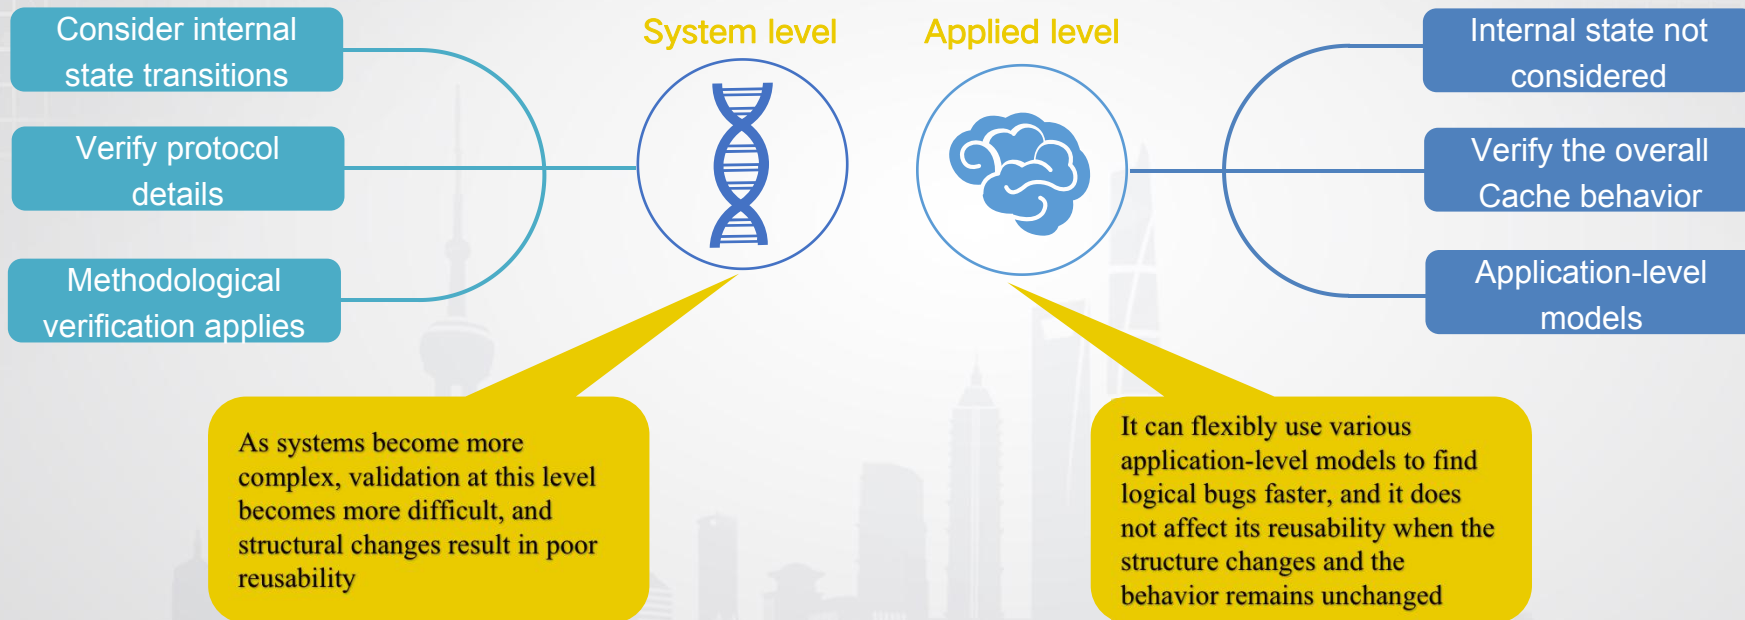 Consider internal
state transitions
Verify protocol
details
Methodological
verification applies
System level
Applied level
Internal state not
considered
Verify the overall
Cache behavior
Application-level
models
As systems become more
complex, validation at this level
becomes more difficult, and
structural changes result in poor
reusability
It can flexibly use various
application-level models to find
logical bugs faster, and it does
not affect its reusability when the
structure changes and the
behavior remains unchanged